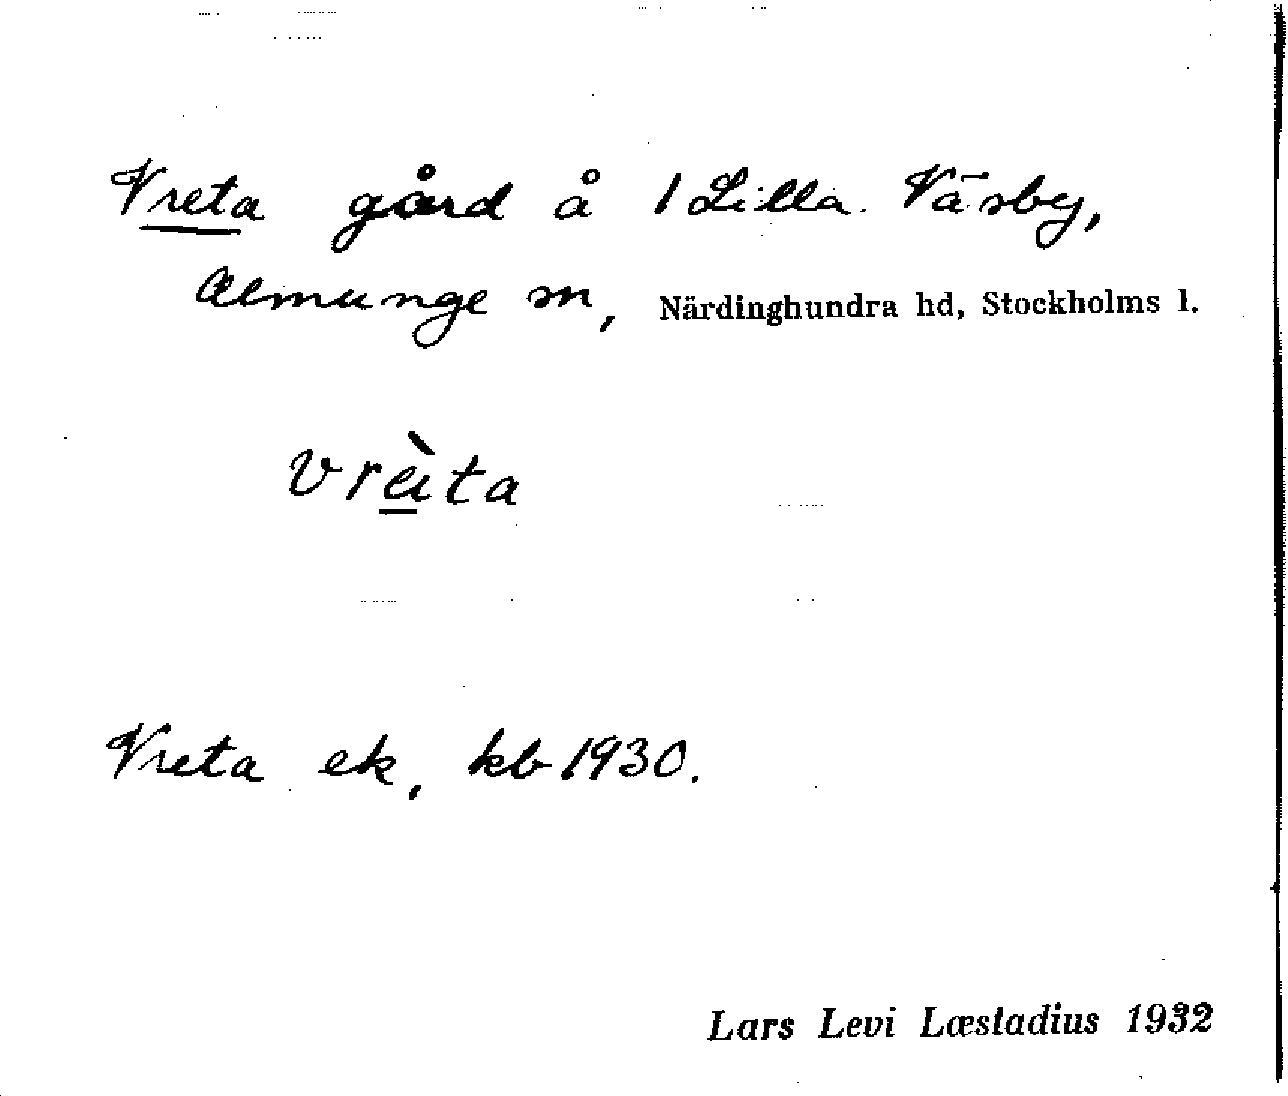 Vreta gård å 1 Lilla Väsby,
Almunge sn, Närdinghundra hd, Stockholms l.
vrèta
Vreta ek, kb 1930.
Lars Levi Læstadius 1932